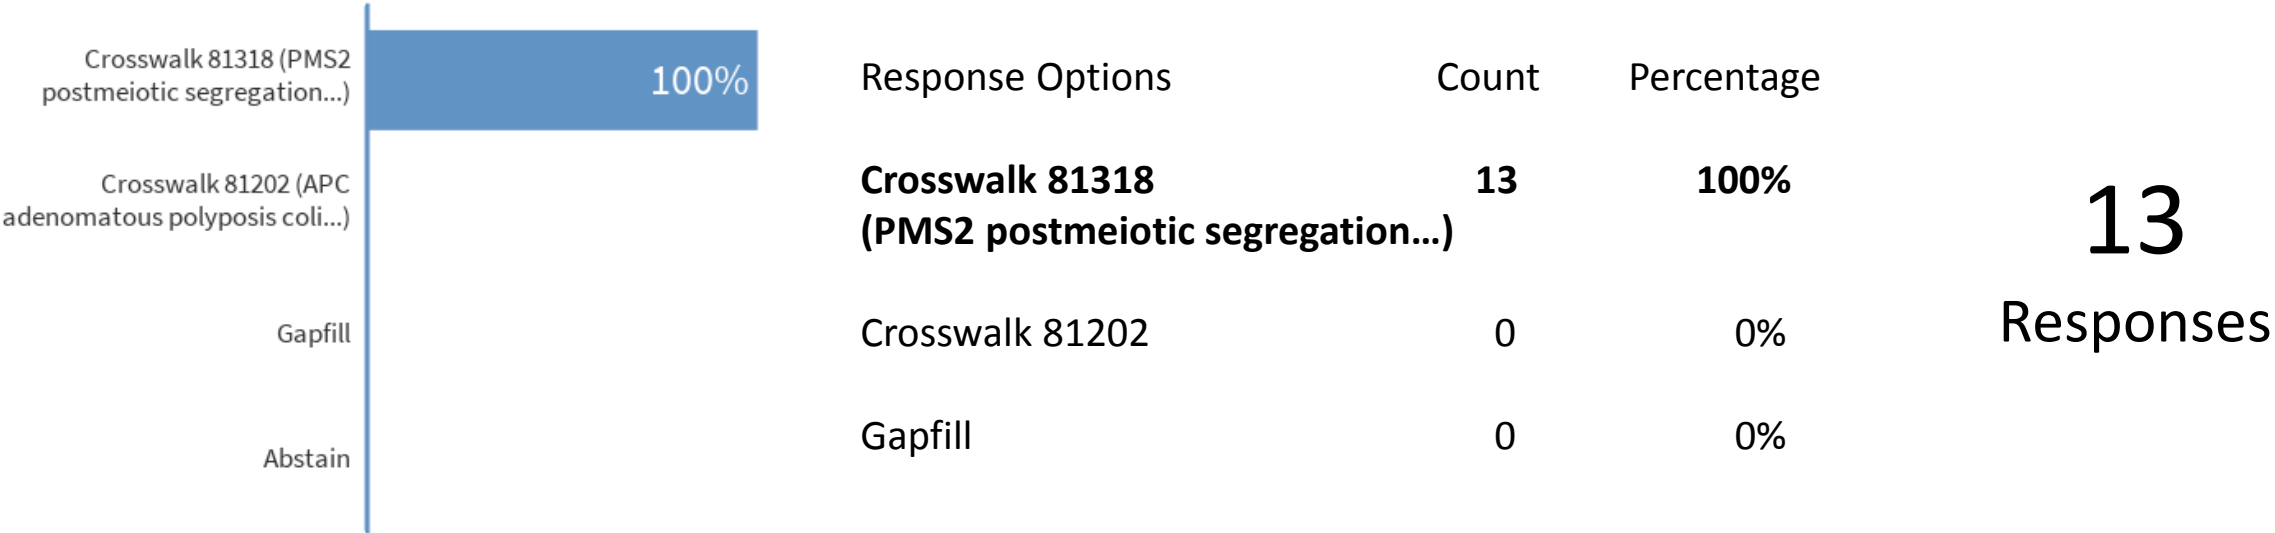 Crosswalk 81318 (PMS2
postmeiotic segregation...)
100%
Crosswalk 81202 (APC
adenomatous polyposis coli...)
Gapfill
Abstain
Response Options Count Percentage
Crosswalk 81318 13 100%
(PMS2 postmeiotic segregation…)
Crosswalk 81202 0 0%
Gapfill 0 0%
13
Responses